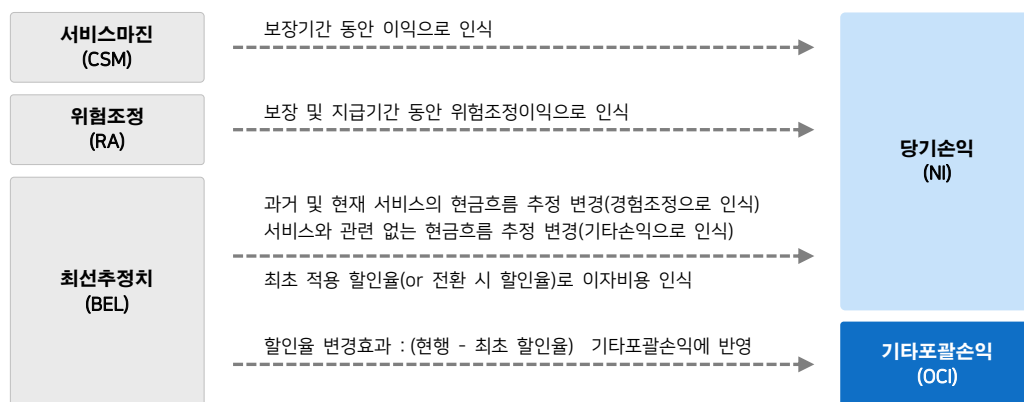 서비스마진
(CSM)
보장기간 동안 이익으로 인식
위험조정
(RA)
보장 및 지급기간 동안 위험조정이익으로 인식
당기손익
(NI)
최선추정치
(BEL)
과거 및 현재 서비스의 현금흐름 추정 변경(경험조정으로 인식)
서비스와 관련 없는 현금흐름 추정 변경(기타손익으로 인식)
최초 적용 할인율(or 전환 시 할인율)로 이자비용 인식
할인율 변경효과 : (현행 - 최초 할인율) 기타포괄손익에 반영
기타포괄손익
(OCI)